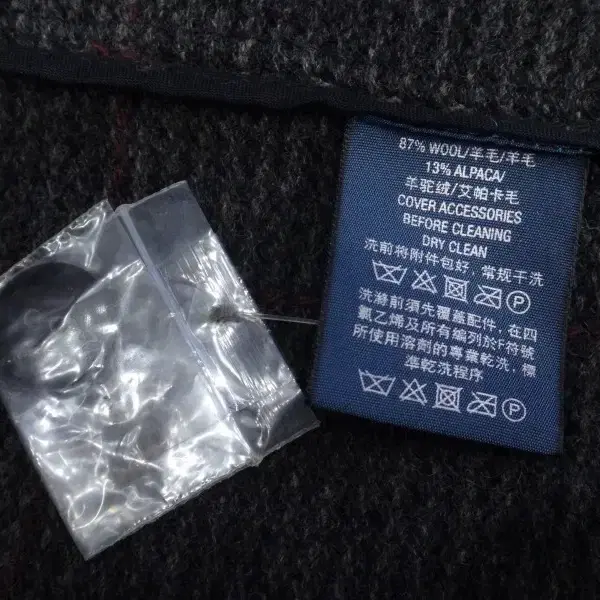 87% WOOL/羊毛/羊毛
13% ALPACA/
羊驼绒/艾帕卡毛
COVER ACCESSORIES
BEFORE CLEANING
DRY CLEAN
洗前将附件包好，常规干洗
P
洗滌前須先覆蓋配件，在四
氯乙烯及所有編列於F符號
所使用溶劑的專業乾洗，標
準乾洗程序
P